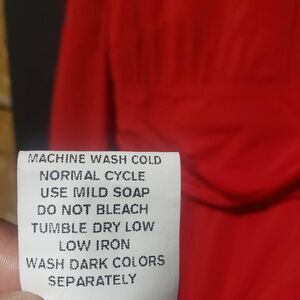 MACHINE WASH COLD
NORMAL CYCLE
USE MILD SOAP
DO NOT BLEACH
TUMBLE DRY LOW
LOW IRON
WASH DARK COLORS
SEPARATELY